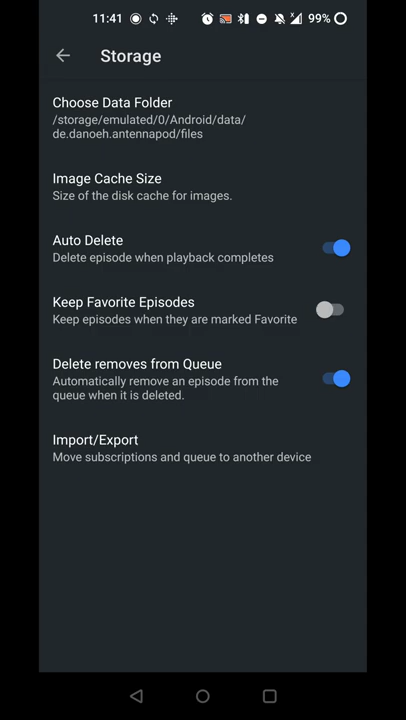 11:41
99%
Storage
Choose Data Folder
/storage/emulated/0/Android/data/
de.danoeh.antennapod/files
Image Cache Size
Size of the disk cache for images.
Auto Delete
Delete episode when playback completes
Keep Favorite Episodes
Keep episodes when they are marked Favorite
Delete removes from Queue
Automatically remove an episode from the
queue when it is deleted.
Import/Export
Move subscriptions and queue to another device